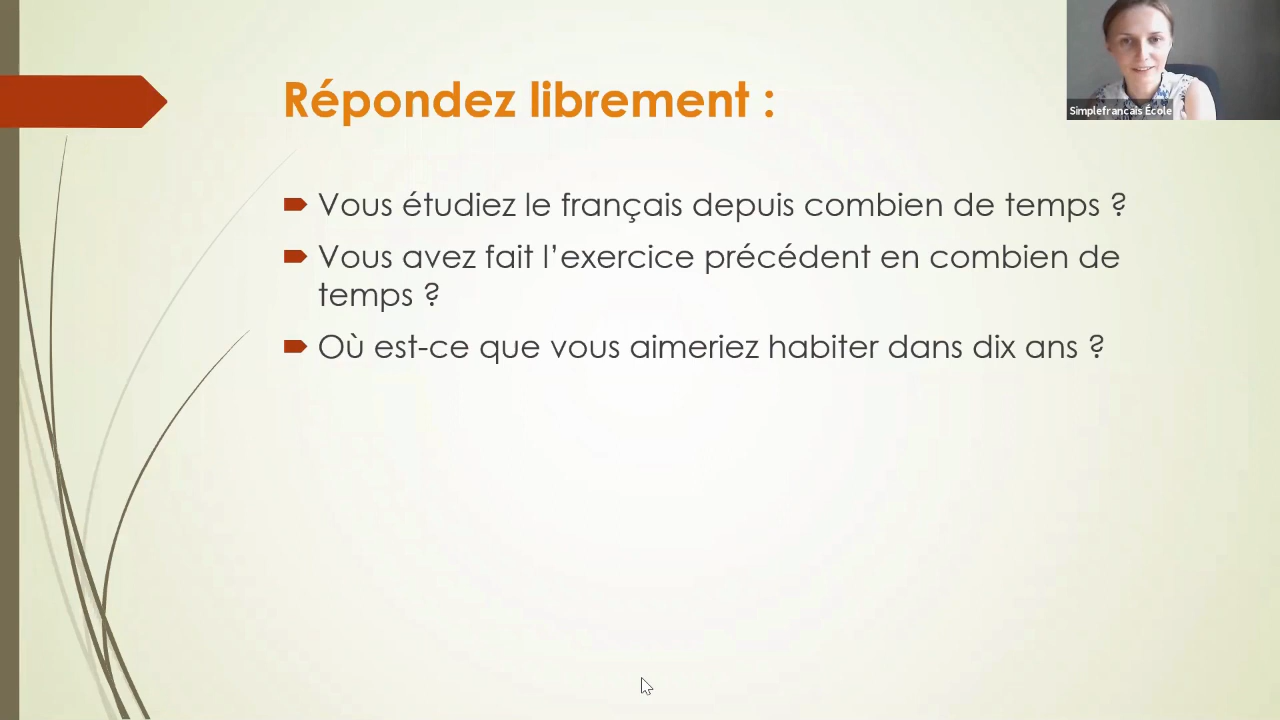 Répondez librement :
Simplefrancais École
Vous étudiez le français depuis combien de temps ?
Vous avez fait l’exercice précédent en combien de
temps ?
Où est-ce que vous aimeriez habiter dans dix ans ?